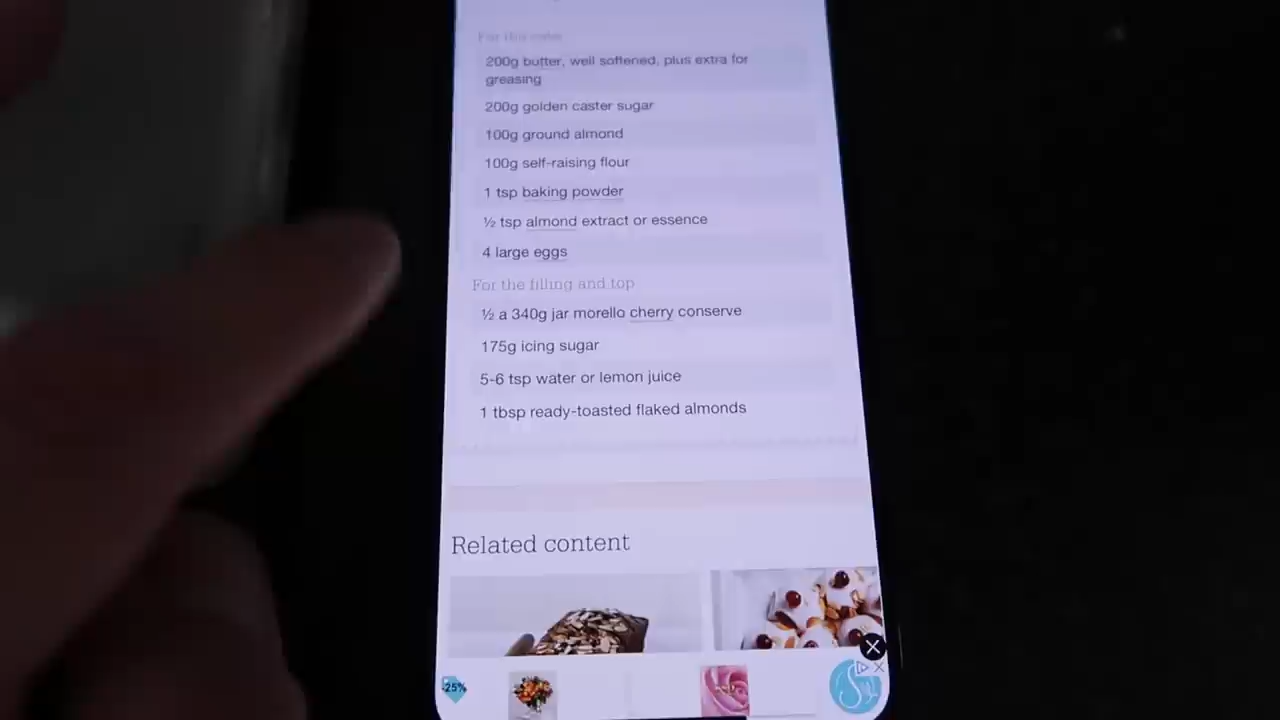 200g butter, well softened, plus extra for
greasing
200g golden caster sugar
100g ground almond
100g self-raising flour
1 tsp baking powder
½ tsp almond extract or essence
4 large eggs
For the filling and top
½ a 340g jar morello cherry conserve
175g icing sugar
5-6 tsp water or lemon juice
1 tbsp ready-toasted flaked almonds
Related content
-25%